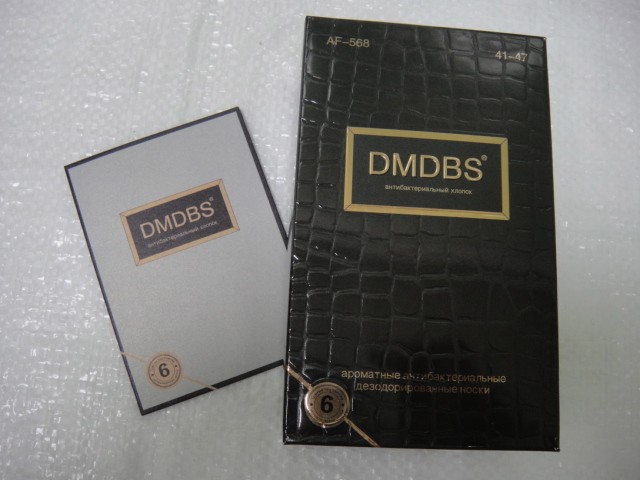 AF-568
41-47
DMDBS®
антибактериальный хлопок
ароматные антибактериальные
дезодорированные носки
6
DMDBS®
антибактериальный хлопок
6